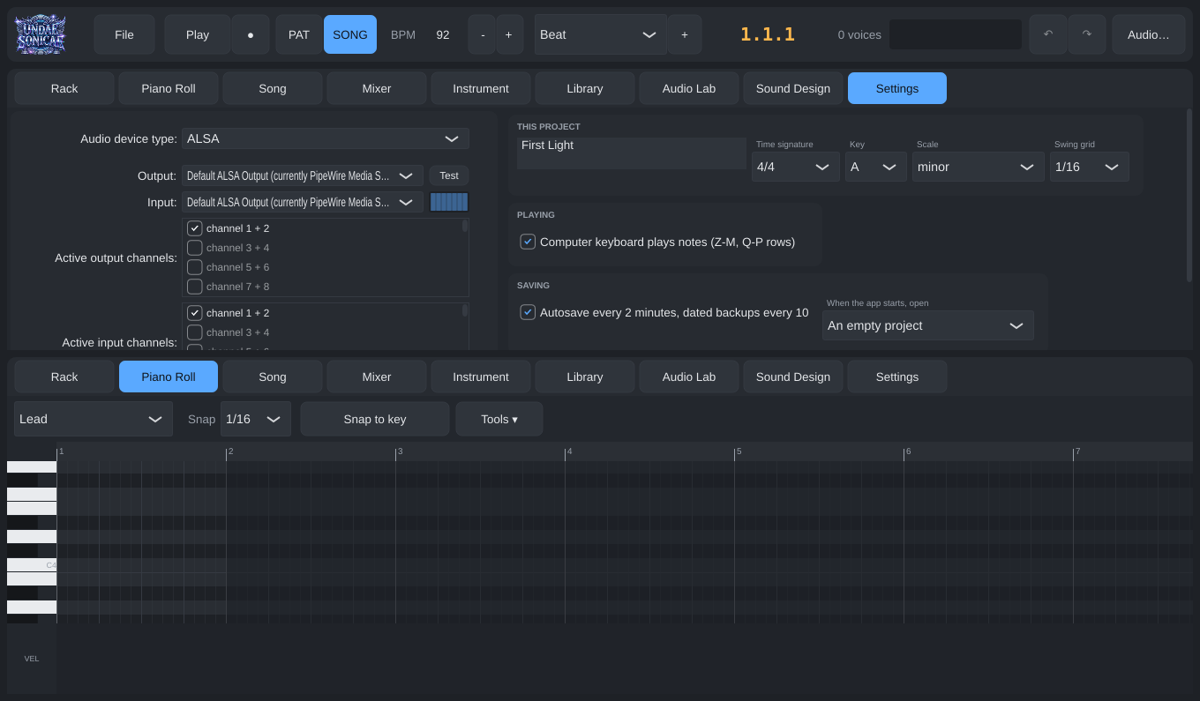 UNDAE
SONICAE
File
Play
PAT
SONG
BPM
92
-
+
Beat
+
1.1.1
0 voices
Audio...
Rack
Piano Roll
Song
Mixer
Instrument
Library
Audio Lab
Sound Design
Settings
Audio device type:
ALSA
Output:
Default ALSA Output (currently PipeWire Media S...
Test
Input:
Default ALSA Output (currently PipeWire Media S...
Active output channels:
channel 1 + 2
channel 3 + 4
channel 5 + 6
channel 7 + 8
Active input channels:
channel 1 + 2
channel 3 + 4
channel 5 + 6
THIS PROJECT
First Light
Time signature
4/4
Key
A
Scale
minor
Swing grid
1/16
PLAYING
Computer keyboard plays notes (Z-M, Q-P rows)
SAVING
Autosave every 2 minutes, dated backups every 10
When the app starts, open
An empty project
Rack
Piano Roll
Song
Mixer
Instrument
Library
Audio Lab
Sound Design
Settings
Lead
Snap
1/16
Snap to key
Tools ▾
1
2
3
4
5
6
7
C4
VEL